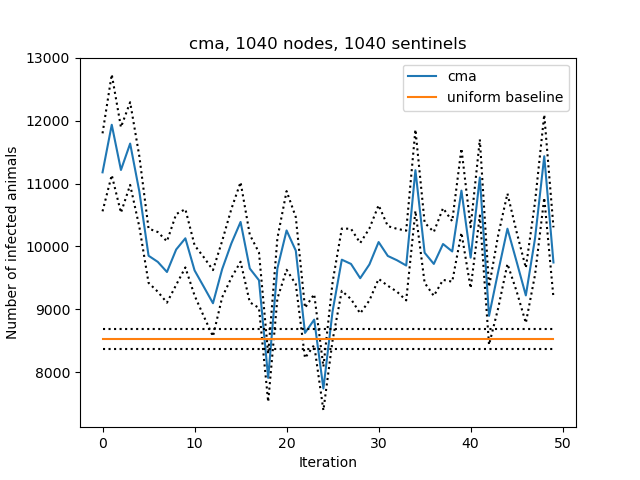 cma, 1040 nodes, 1040 sentinels
13000
12000
11000
10000
9000
8000
Number of infected animals
cma
uniform baseline
0 10 20 30 40 50
Iteration